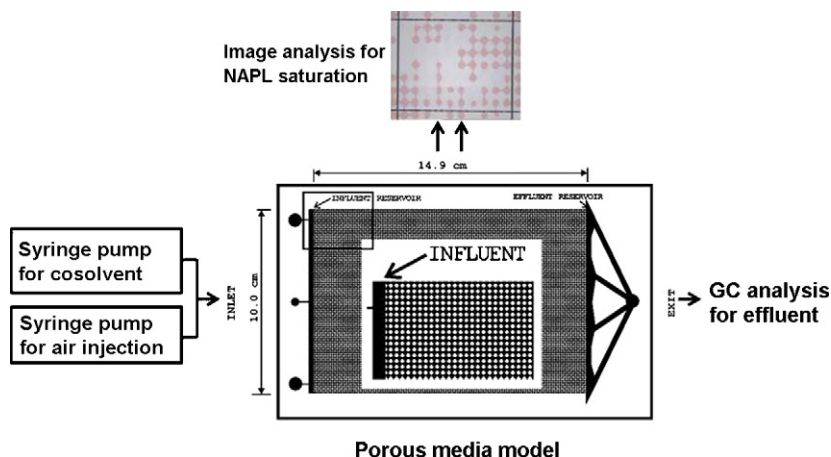 Image analysis for
NAPL saturation
14.9 cm
INFLUENT RESERVOIR
EFFLUENT RESERVOIR
INFLUENT
Syringe pump
for cosolvent
Syringe pump
for air injection
INLET
10.0 cm
EXIT
GC analysis
for effluent
Porous media model